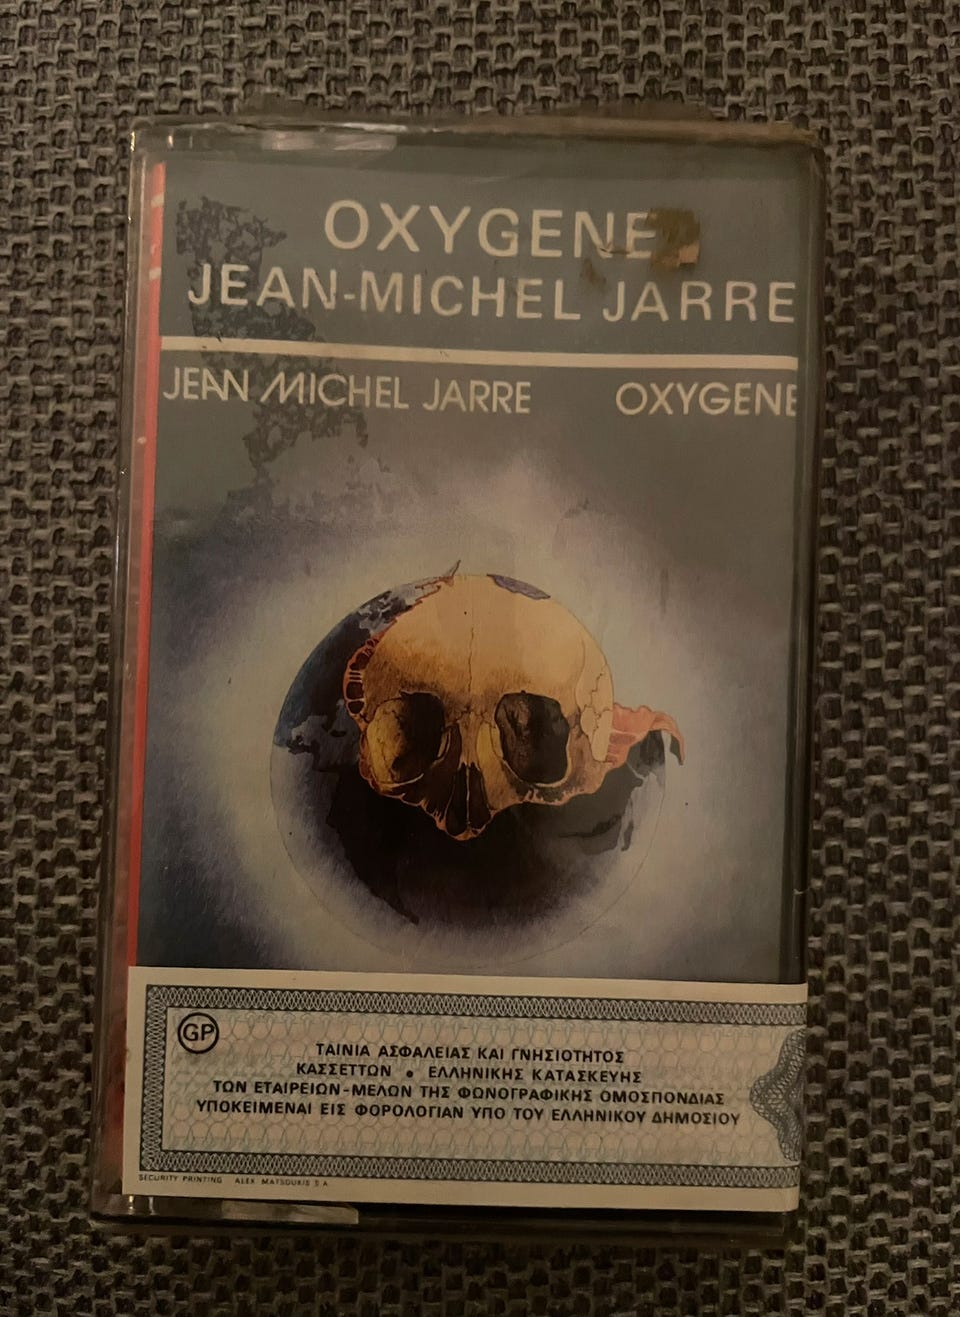 OXYGENE
JEAN-MICHEL JARRE
JEAN MICHEL JARRE OXYGENE
GP
ΤΑΙΝΙΑ ΑΣΦΑΛΕΙΑΣ ΚΑΙ ΓΝΗΣΙΟΤΗΤΟΣ
ΚΑΣΣΕΤΤΩΝ • ΕΛΛΗΝΙΚΗΣ ΚΑΤΑΣΚΕΥΗΣ
ΤΩΝ ΕΤΑΙΡΕΙΩΝ-ΜΕΛΩΝ ΤΗΣ ΦΩΝΟΓΡΑΦΙΚΗΣ ΟΜΟΣΠΟΝΔΙΑΣ
ΥΠΟΚΕΙΜΕΝΑΙ ΕΙΣ ΦΟΡΟΛΟΓΙΑΝ ΥΠΟ ΤΟΥ ΕΛΛΗΝΙΚΟΥ ΔΗΜΟΣΙΟΥ
SECURITY PRINTING ALEX MATSOUKIS S A